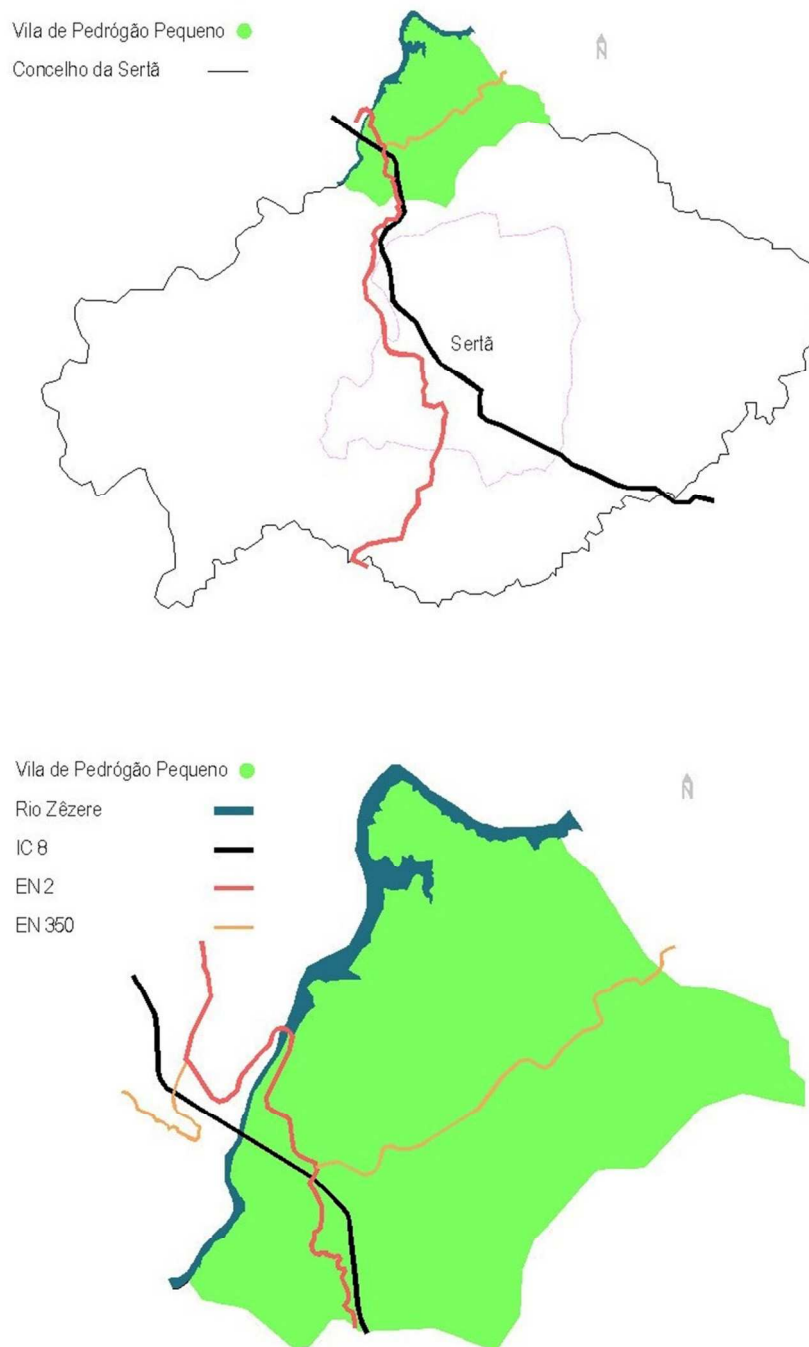 Vila de Pedrógão Pequeno
Concelho da Sertã
N
Sertã
Vila de Pedrógão Pequeno
N
Rio Zêzere
IC 8
EN 2
EN 350